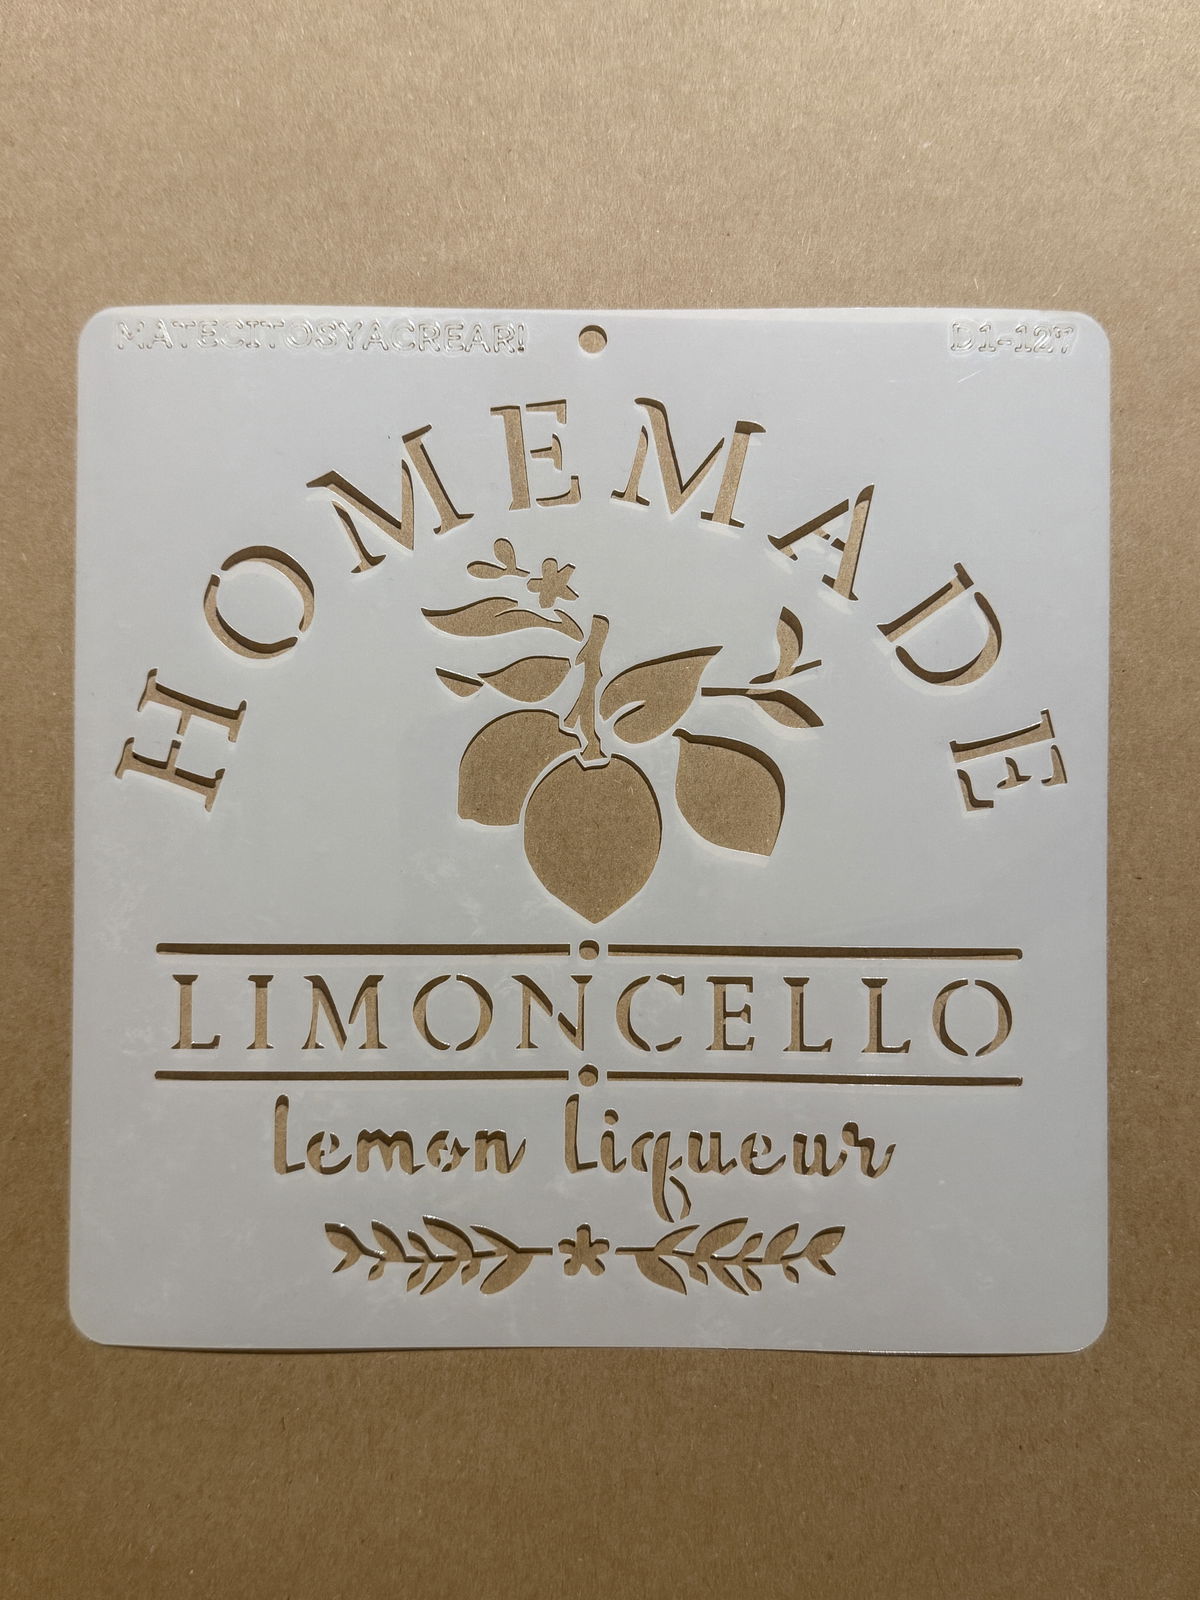 MATECITOSYACREAR! D1-127
HOMEMADE
LIMONCELLO
Lemon Liqueur